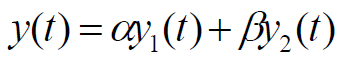 y(t) = αy₁(t) + βy₂(t)